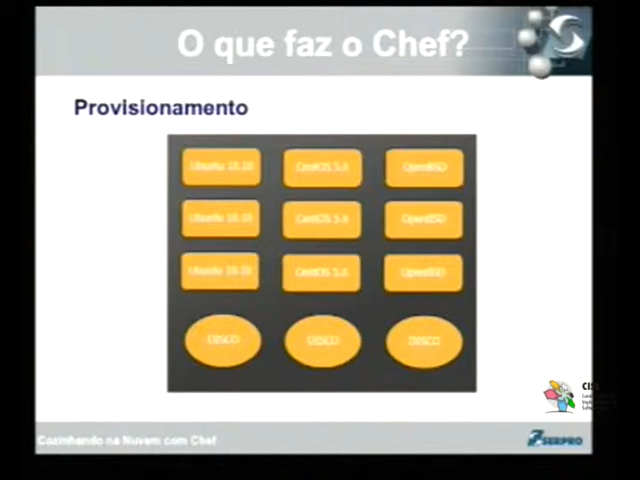 O que faz o Chef?
Provisionamento
Ubuntu 10.10 CentOS 5.6 OpenBSD
Ubuntu 10.10 CentOS 5.6 OpenBSD
Ubuntu 10.10 CentOS 5.6 OpenBSD
DISCO DISCO DISCO
Cozinhando na Nuvem com Chef
SERPRO